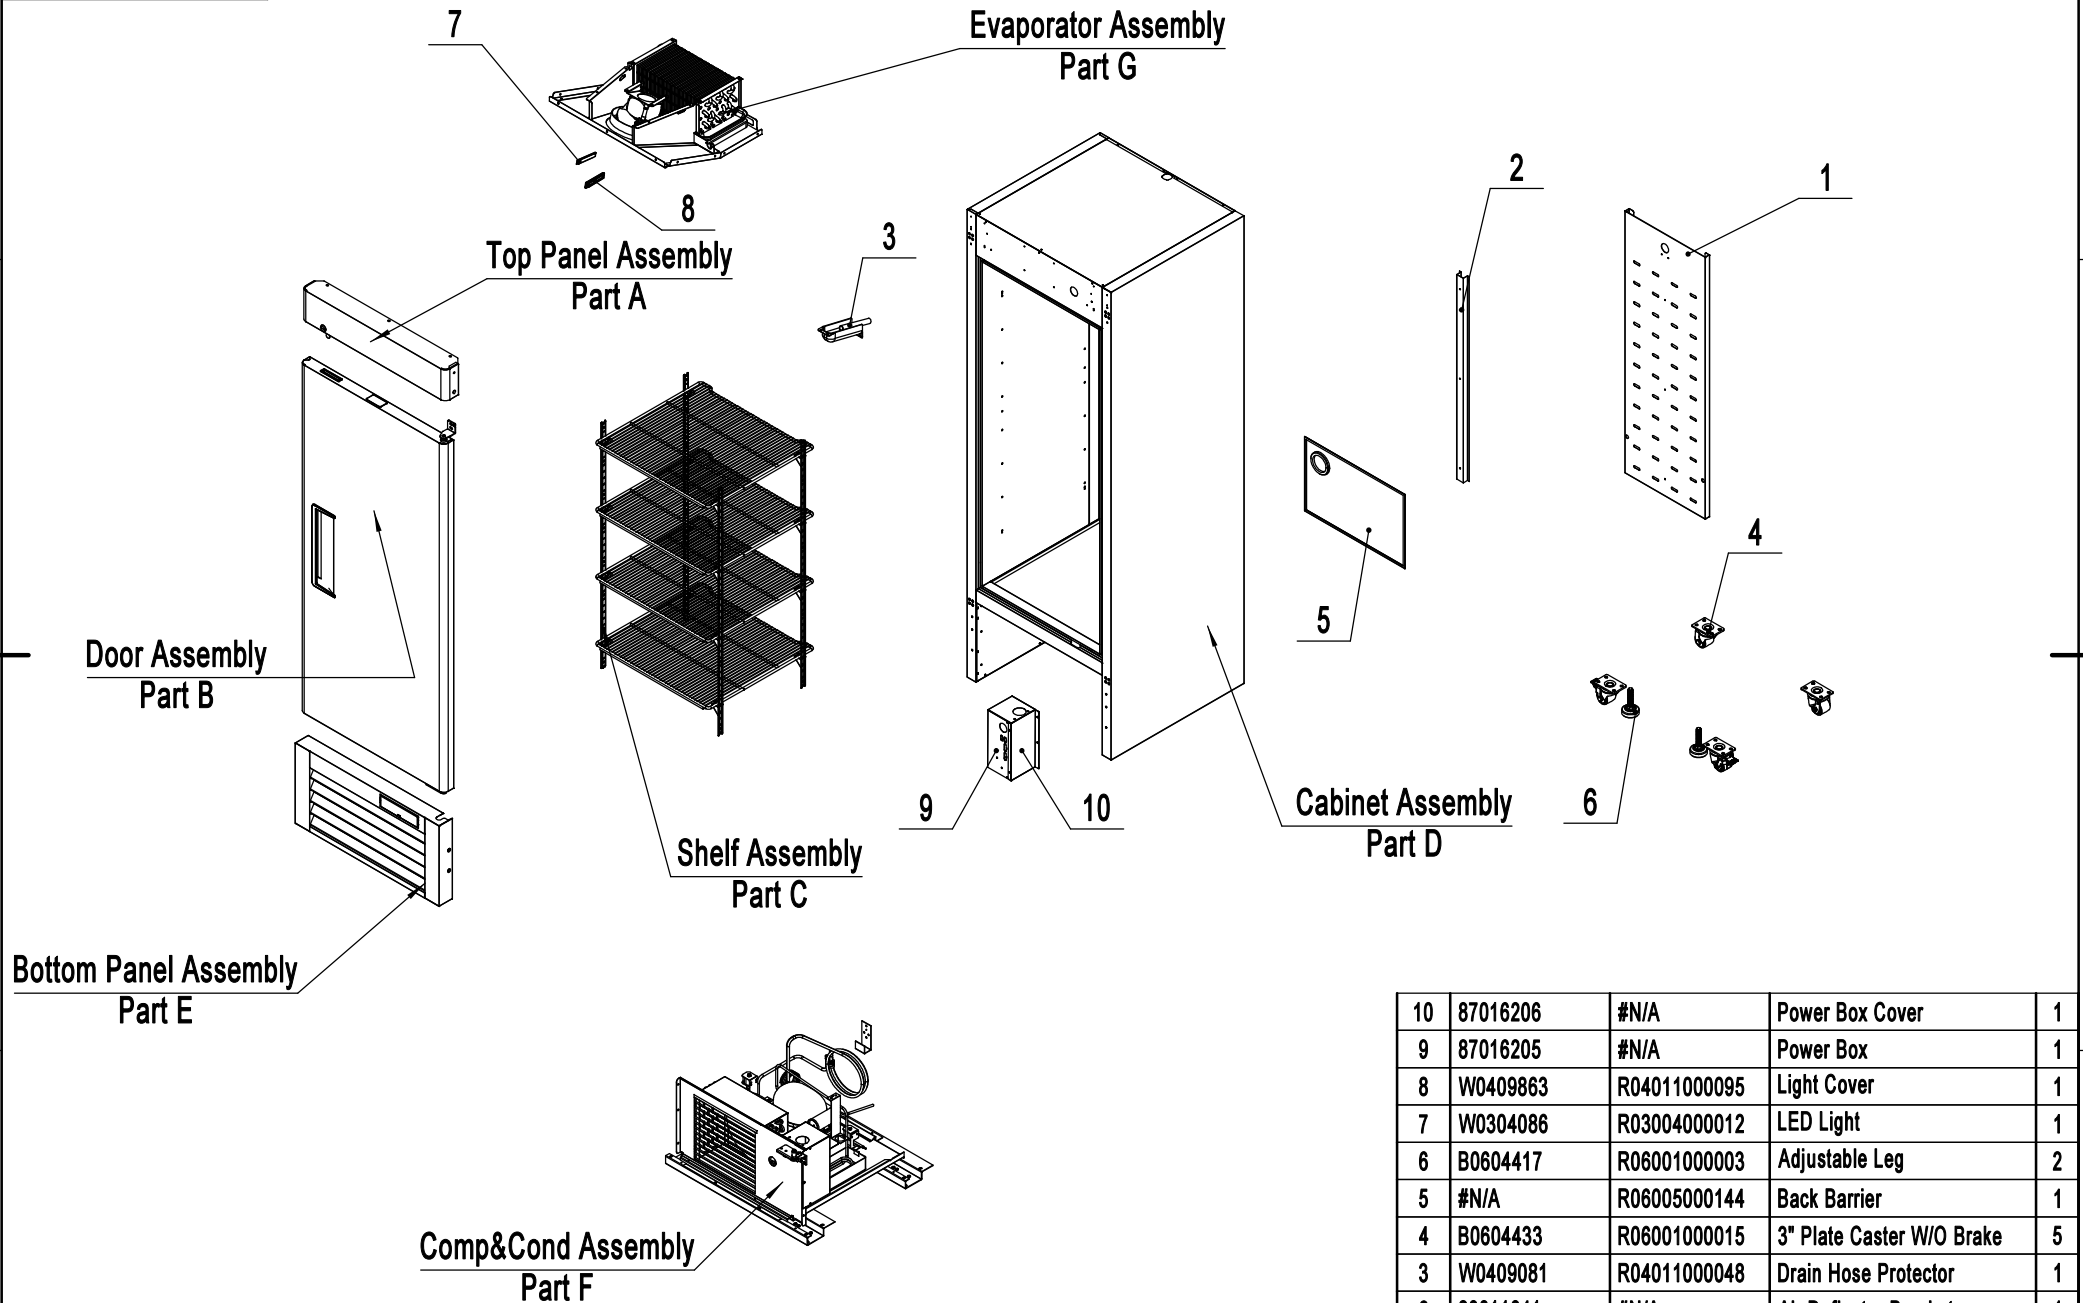 7
Evaporator Assembly
Part G
2
1
8
3
Top Panel Assembly
Part A
4
5
Door Assembly
Part B
9
10
Cabinet Assembly
Part D
6
Shelf Assembly
Part C
Bottom Panel Assembly
Part E
Comp&Cond Assembly
Part F
10 87016206 #N/A Power Box Cover 1
9 87016205 #N/A Power Box 1
8 W0409863 R04011000095 Light Cover 1
7 W0304086 R03004000012 LED Light 1
6 B0604417 R06001000003 Adjustable Leg 2
5 #N/A R06005000144 Back Barrier 1
4 B0604433 R06001000015 3" Plate Caster W/O Brake 5
3 W0409081 R04011000048 Drain Hose Protector 1